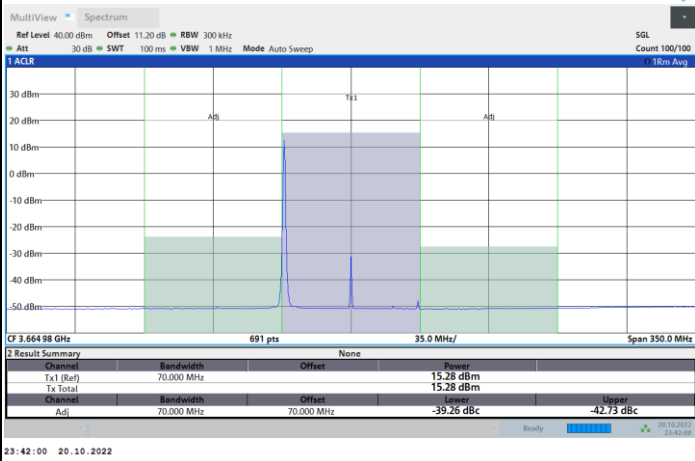 MultiView Spectrum
Ref Level 40.00 dBm Offset 11.20 dB RBW 300 kHz SGL
Att 30 dB SWT 100 ms VBW 1 MHz Mode Auto Sweep Count 100/100
1 ACLR 1Rm Avg
30 dBm
Tx1
20 dBm
Adj Adj
10 dBm
0 dBm
-10 dBm
-20 dBm
-30 dBm
-40 dBm
-50 dBm
CF 3.66498 GHz 691 pts 35.0 MHz/ Span 350.0 MHz
2 Result Summary None
Channel Bandwidth Offset Power
Tx1 (Ref) 70.000 MHz 15.28 dBm
Tx Total 15.28 dBm
Channel Bandwidth Offset Lower Upper
Adj 70.000 MHz 70.000 MHz -39.26 dBc -42.73 dBc
Ready 20.10.2022
23:42:00
23:42:00 20.10.2022